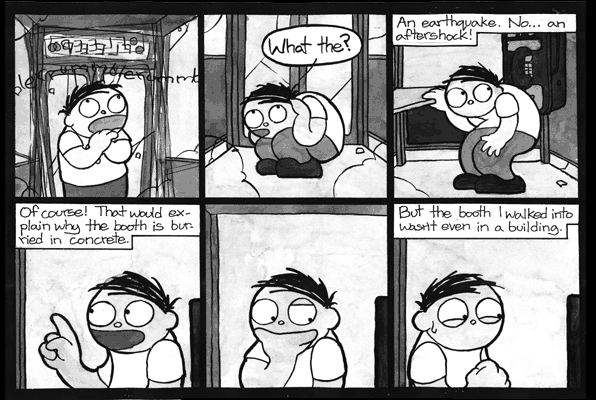 What the?
An earthquake. No... an
aftershock!
Of course! That would ex-
plain why the booth is bur-
ried in concrete.
But the booth I walked into
wasn't even in a building.